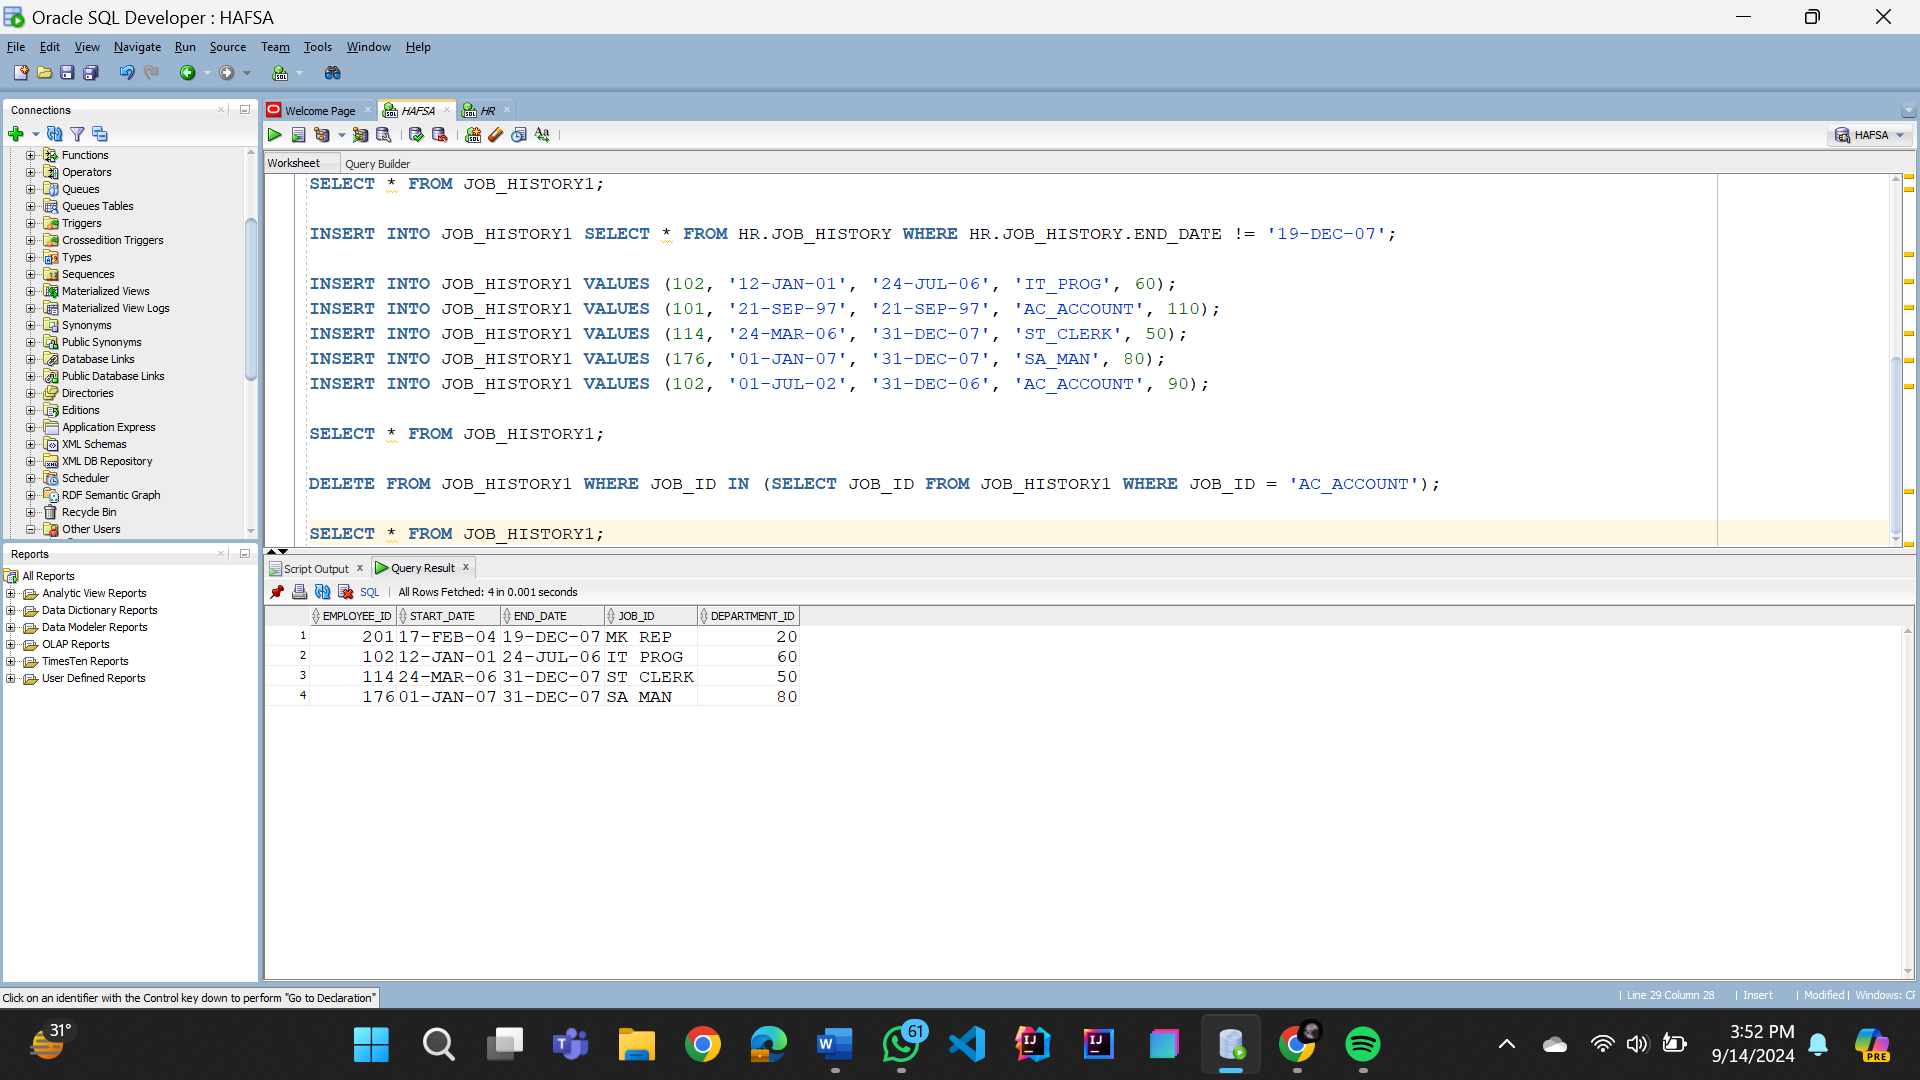 Oracle SQL Developer : HAFSA
File Edit View Navigate Run Source Team Tools Window Help
Connections
Functions
Operators
Queues
Queues Tables
Triggers
Crossedition Triggers
Types
Sequences
Materialized Views
Materialized View Logs
Synonyms
Public Synonyms
Database Links
Public Database Links
Directories
Editions
Application Express
XML Schemas
XML DB Repository
Scheduler
RDF Semantic Graph
Recycle Bin
Other Users
Reports
All Reports
Analytic View Reports
Data Dictionary Reports
Data Modeler Reports
OLAP Reports
TimesTen Reports
User Defined Reports
Welcome Page HAFSA HR
HAFSA
Worksheet Query Builder
SELECT * FROM JOB_HISTORY1;
INSERT INTO JOB_HISTORY1 SELECT * FROM HR.JOB_HISTORY WHERE HR.JOB_HISTORY.END_DATE != '19-DEC-07';
INSERT INTO JOB_HISTORY1 VALUES (102, '12-JAN-01', '24-JUL-06', 'IT_PROG', 60);
INSERT INTO JOB_HISTORY1 VALUES (101, '21-SEP-97', '21-SEP-97', 'AC_ACCOUNT', 110);
INSERT INTO JOB_HISTORY1 VALUES (114, '24-MAR-06', '31-DEC-07', 'ST_CLERK', 50);
INSERT INTO JOB_HISTORY1 VALUES (176, '01-JAN-07', '31-DEC-07', 'SA_MAN', 80);
INSERT INTO JOB_HISTORY1 VALUES (102, '01-JUL-02', '31-DEC-06', 'AC_ACCOUNT', 90);
SELECT * FROM JOB_HISTORY1;
DELETE FROM JOB_HISTORY1 WHERE JOB_ID IN (SELECT JOB_ID FROM JOB_HISTORY1 WHERE JOB_ID = 'AC_ACCOUNT');
SELECT * FROM JOB_HISTORY1;
Script Output x Query Result x
SQL | All Rows Fetched: 4 in 0.001 seconds
EMPLOYEE_ID START_DATE END_DATE JOB_ID DEPARTMENT_ID
1 201 17-FEB-04 19-DEC-07 MK REP 20
2 102 12-JAN-01 24-JUL-06 IT PROG 60
3 114 24-MAR-06 31-DEC-07 ST CLERK 50
4 176 01-JAN-07 31-DEC-07 SA MAN 80
Click on an identifier with the Control key down to perform "Go to Declaration"
| Line 29 Column 28 | Insert | Modified | Windows: CF
31°
61
3:52 PM
9/14/2024
PRE